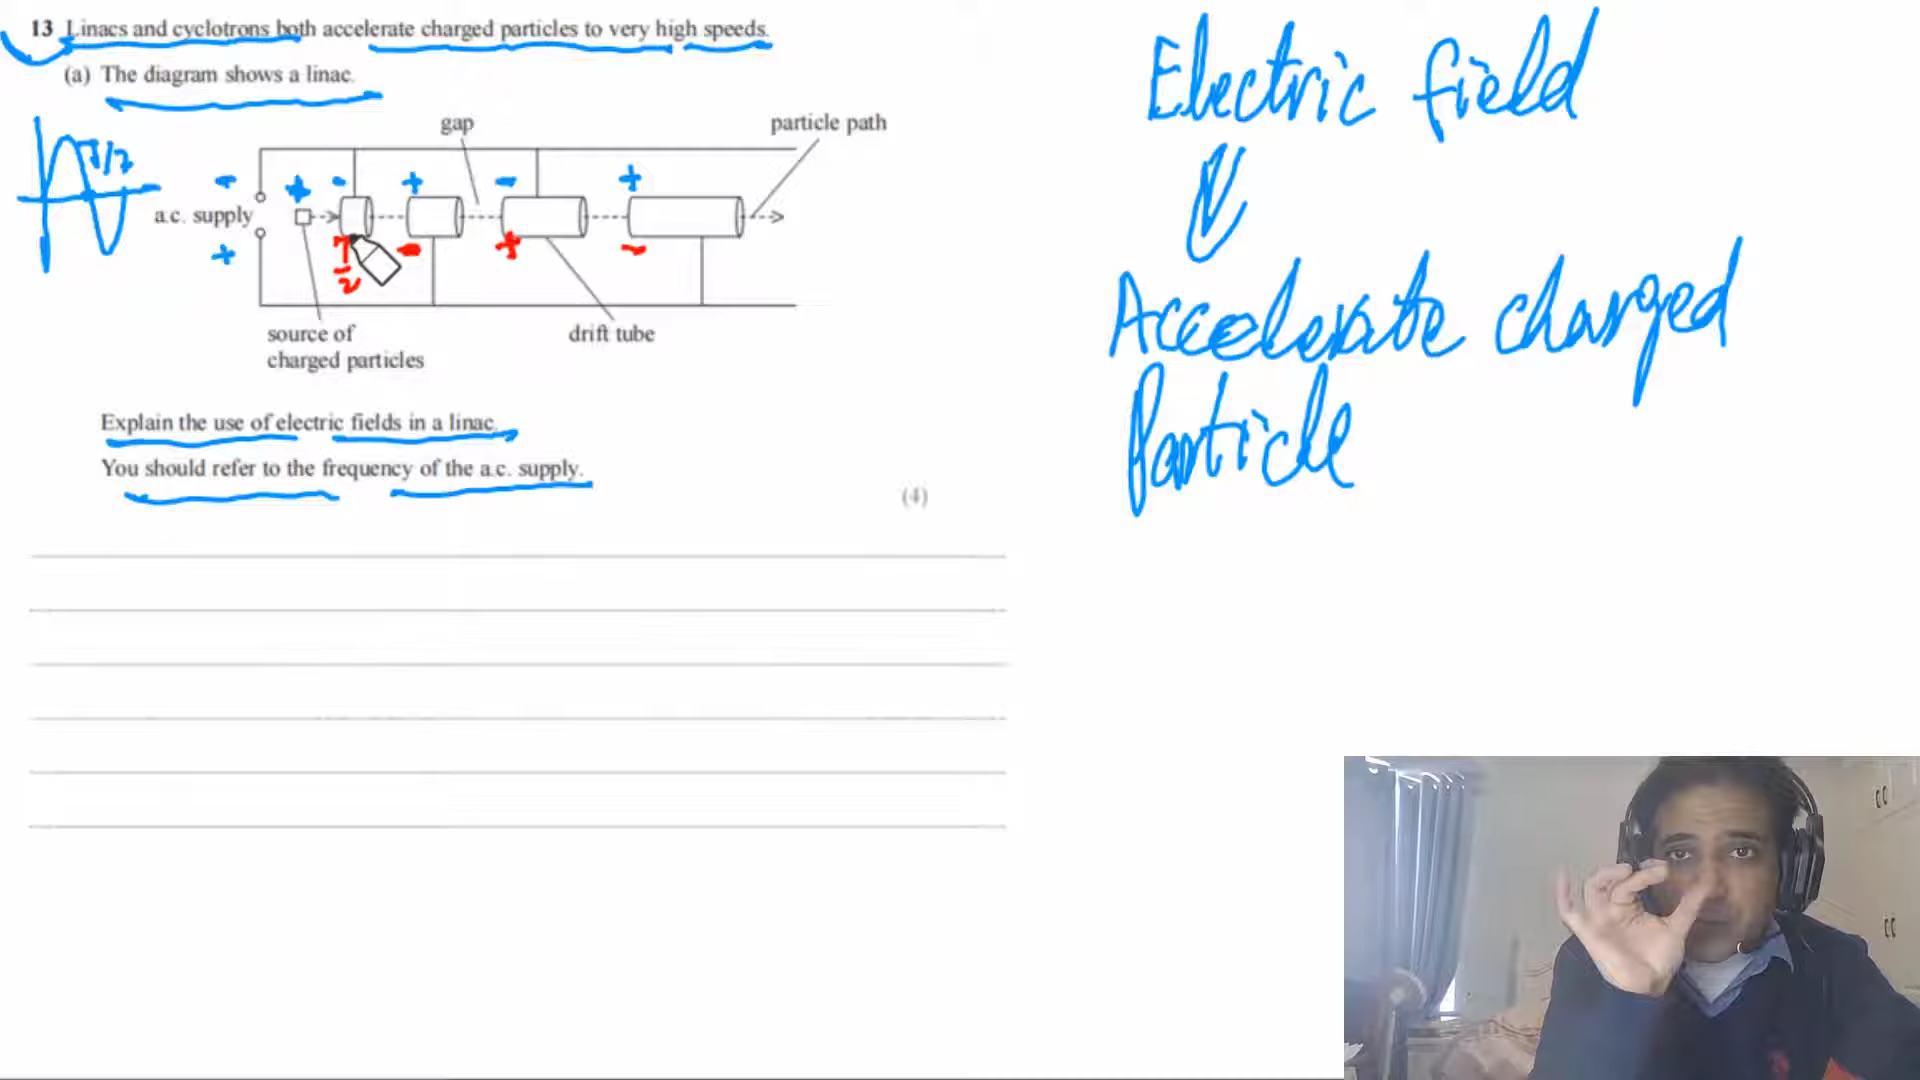 13 Linacs and cyclotrons both accelerate charged particles to very high speeds.
(a) The diagram shows a linac.
gap
particle path
T/2
- + - + - +
a.c. supply
+
T/2 - + -
source of
charged particles
drift tube
Explain the use of electric fields in a linac.
You should refer to the frequency of the a.c. supply.
(4)
Electric field
Accelerate charged
Particle